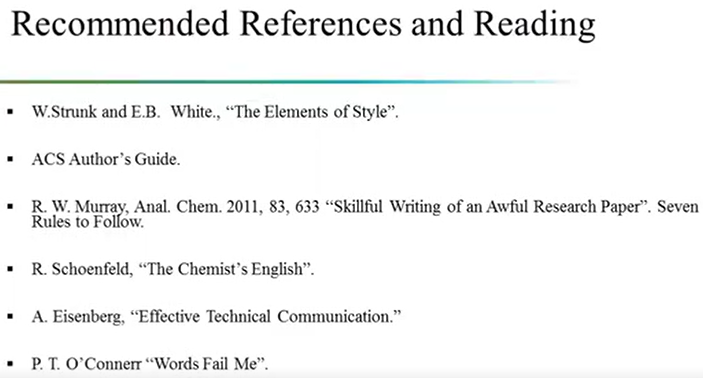 Recommended References and Reading
W.Strunk and E.B. White., “The Elements of Style”.
ACS Author’s Guide.
R. W. Murray, Anal. Chem. 2011, 83, 633 “Skillful Writing of an Awful Research Paper”. Seven
Rules to Follow.
R. Schoenfeld, “The Chemist’s English”.
A. Eisenberg, “Effective Technical Communication.”
P. T. O’Connerr “Words Fail Me”.